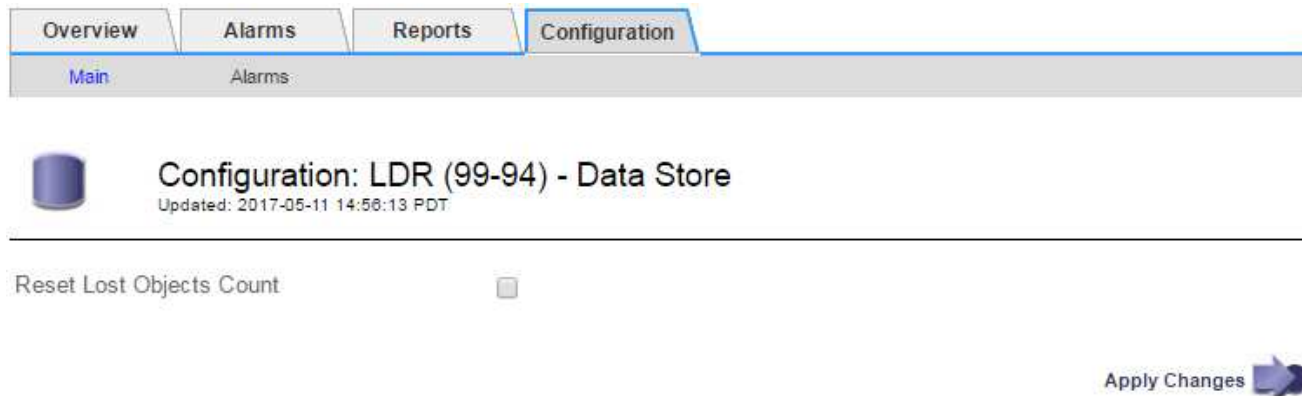 Overview Alarms Reports Configuration
Main Alarms
Configuration: LDR (99-94) - Data Store
Updated: 2017-05-11 14:56:13 PDT
Reset Lost Objects Count
Apply Changes